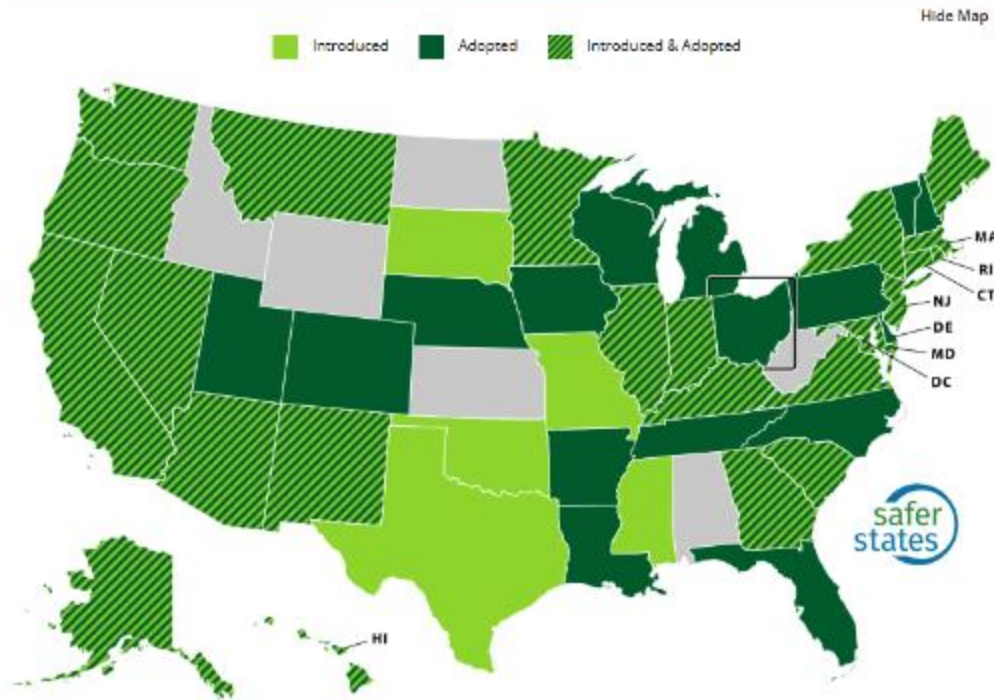 Hide Map
Introduced
Adopted
Introduced & Adopted
MA
RI
CT
NJ
DE
MD
DC
safer
states
HI